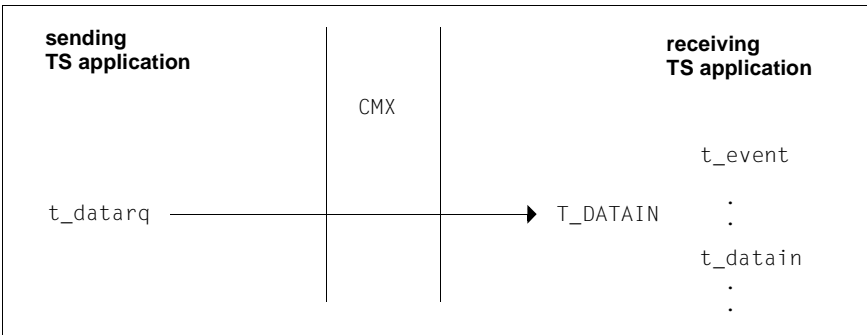 sending
TS application
receiving
TS application
CMX
t_event
t_datarq
T_DATAIN
.
.
t_datain
.
.